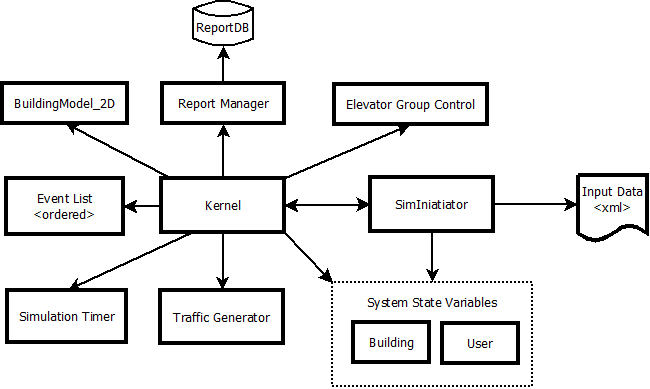 ReportDB
BuildingModel_2D
Report Manager
Elevator Group Control
Event List
<ordered>
Kernel
SimIniatiator
Input Data
<xml>
Simulation Timer
Traffic Generator
System State Variables
Building
User